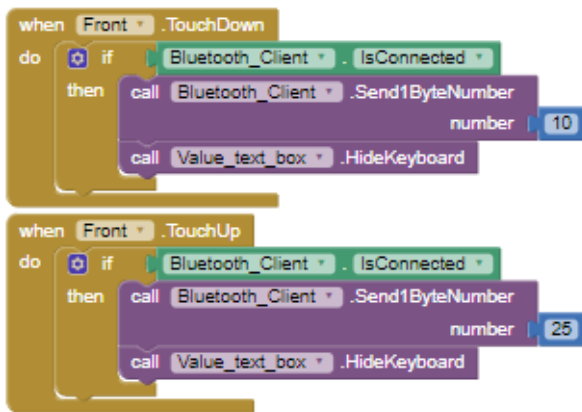 when Front .TouchDown
do if Bluetooth_Client . IsConnected
then call Bluetooth_Client .Send1ByteNumber
number 10
call Value_text_box .HideKeyboard
when Front .TouchUp
do if Bluetooth_Client . IsConnected
then call Bluetooth_Client .Send1ByteNumber
number 25
call Value_text_box .HideKeyboard